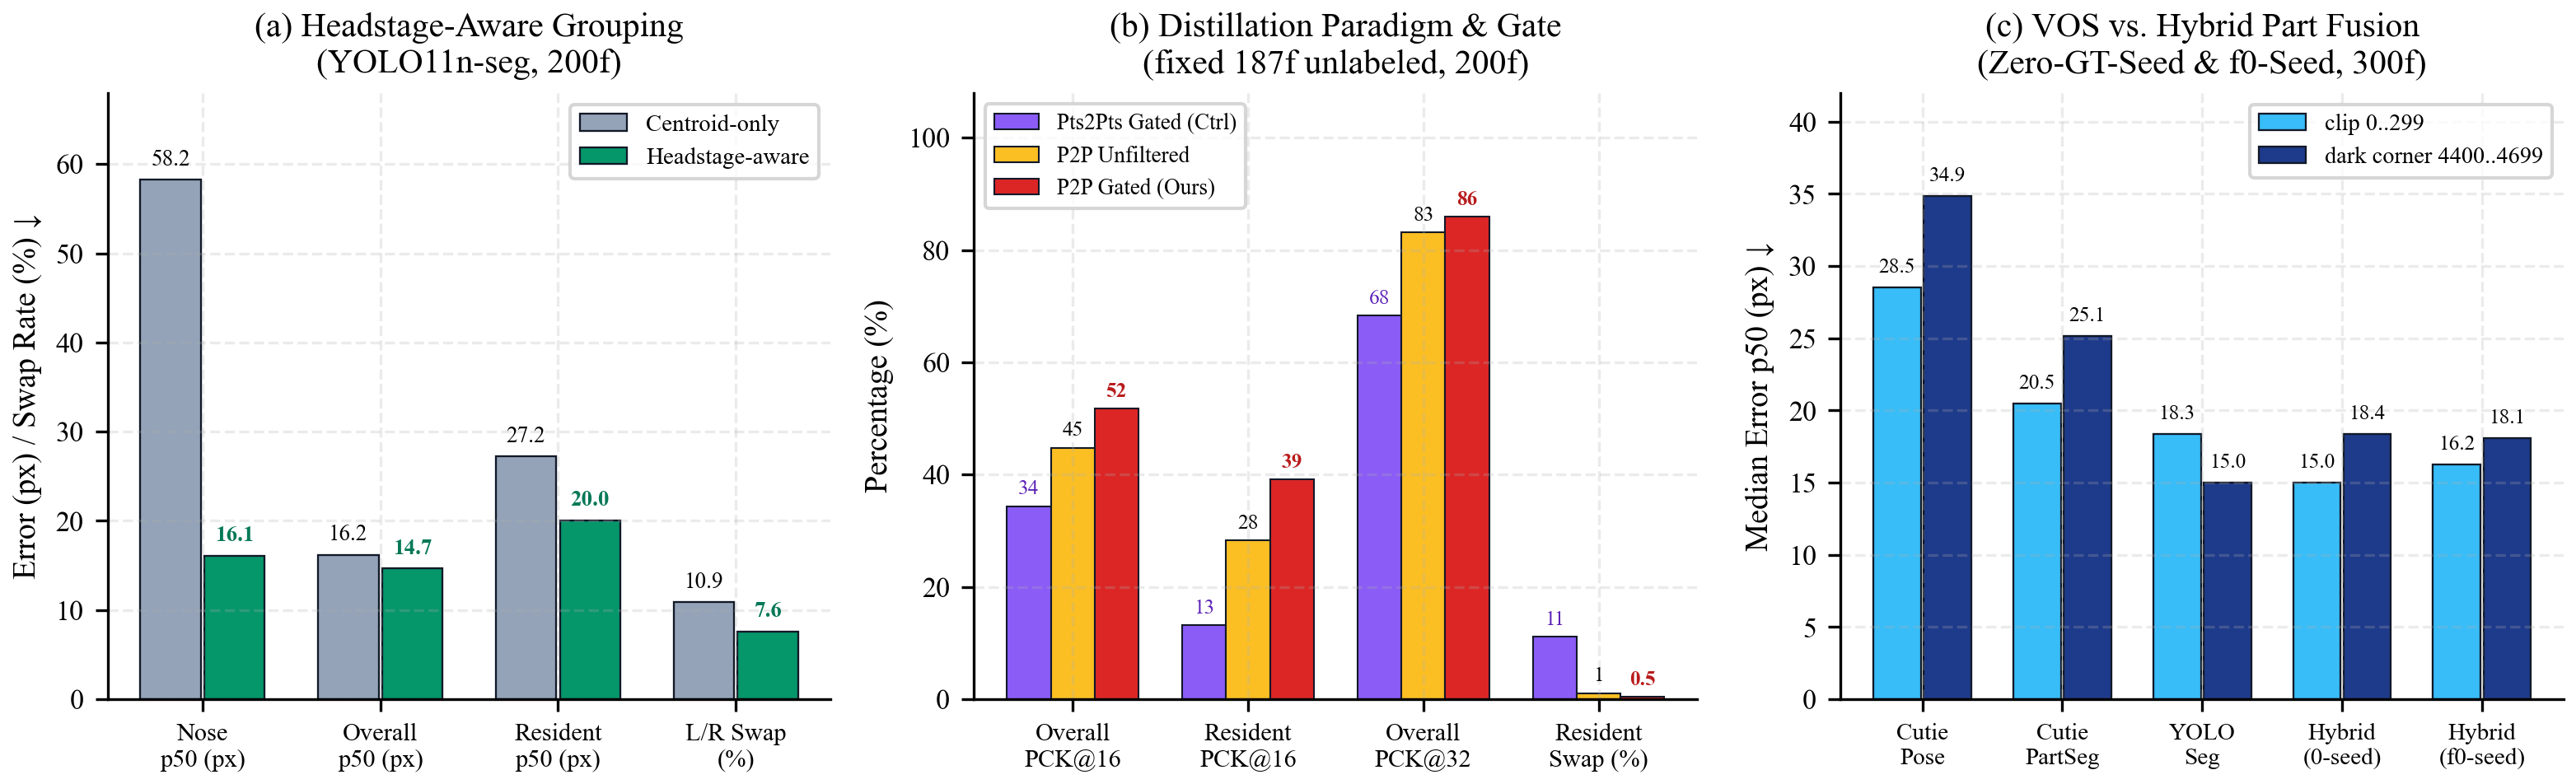 (a) Headstage-Aware Grouping
(YOLO11n-seg, 200f)
Error (px) / Swap Rate (%) ↓
60
50
40
30
20
10
0
Centroid-only
Headstage-aware
58.2
16.1
16.2
14.7
27.2
20.0
10.9
7.6
Nose
p50 (px)
Overall
p50 (px)
Resident
p50 (px)
L/R Swap
(%)
(b) Distillation Paradigm & Gate
(fixed 187f unlabeled, 200f)
Percentage (%)
100
80
60
40
20
0
Pts2Pts Gated (Ctrl)
P2P Unfiltered
P2P Gated (Ours)
34
45
52
13
28
39
68
83
86
11
1
0.5
Overall
PCK@16
Resident
PCK@16
Overall
PCK@32
Resident
Swap (%)
(c) VOS vs. Hybrid Part Fusion
(Zero-GT-Seed & f0-Seed, 300f)
Median Error p50 (px) ↓
40
35
30
25
20
15
10
5
0
clip 0..299
dark corner 4400..4699
28.5
34.9
20.5
25.1
18.3
15.0
15.0
18.4
16.2
18.1
Cutie
Pose
Cutie
PartSeg
YOLO
Seg
Hybrid
(0-seed)
Hybrid
(f0-seed)